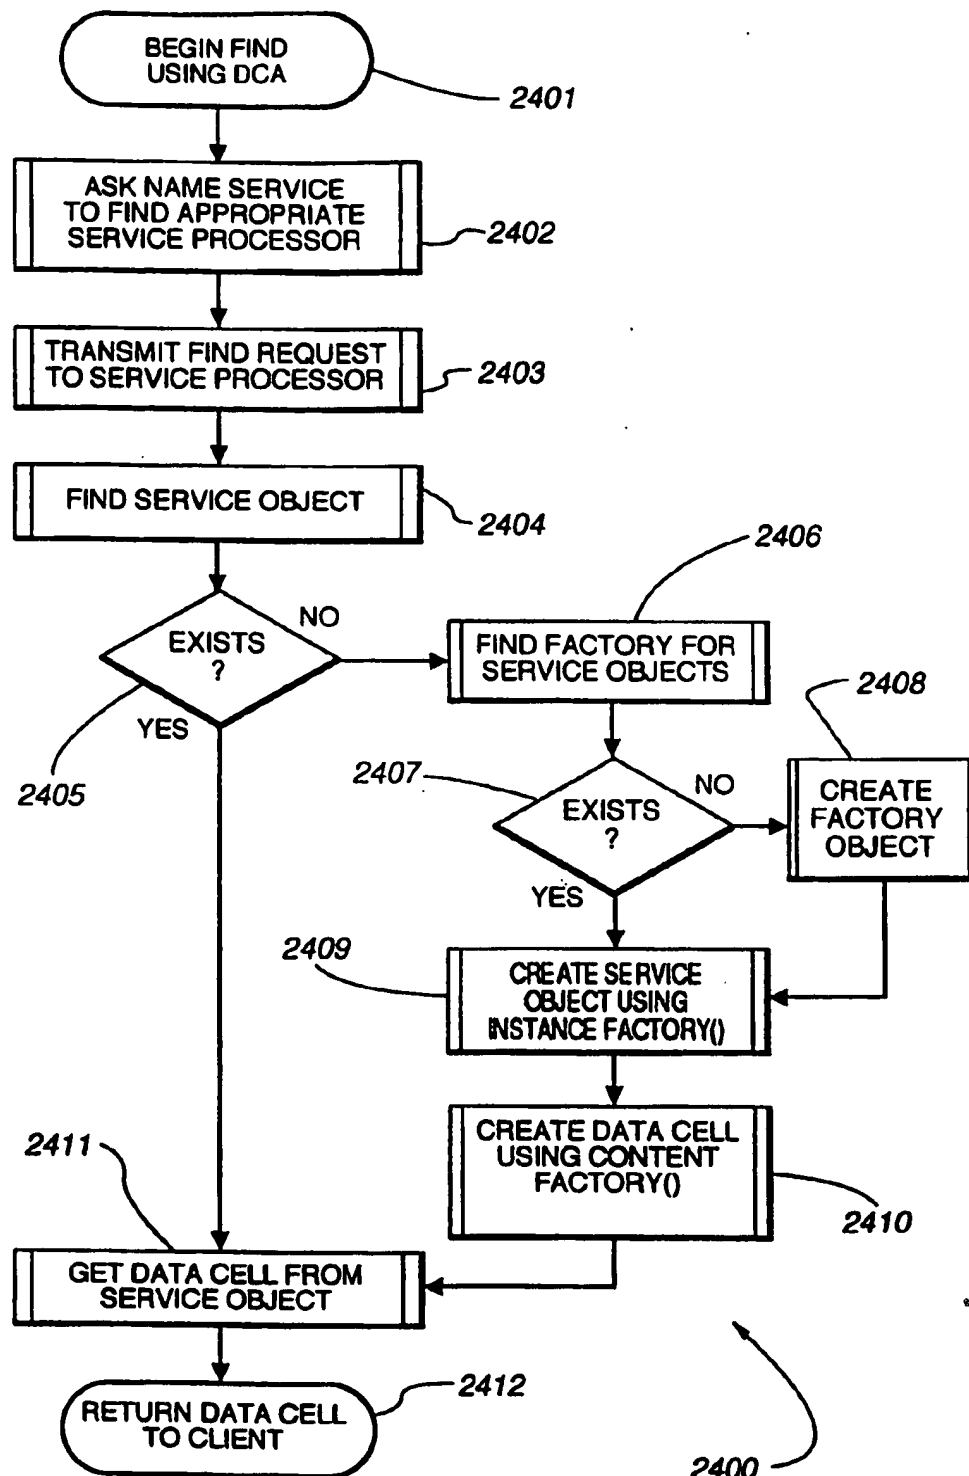 BEGIN FIND
USING DCA
2401
ASK NAME SERVICE
TO FIND APPROPRIATE
SERVICE PROCESSOR
2402
TRANSMIT FIND REQUEST
TO SERVICE PROCESSOR
2403
FIND SERVICE OBJECT
2404
2406
EXISTS
?
NO
YES
2405
FIND FACTORY FOR
SERVICE OBJECTS
2408
2407
EXISTS
?
NO
YES
CREATE
FACTORY
OBJECT
2409
CREATE SERVICE
OBJECT USING
INSTANCE FACTORY()
CREATE DATA CELL
USING CONTENT
FACTORY()
2410
2411
GET DATA CELL FROM
SERVICE OBJECT
RETURN DATA CELL
TO CLIENT
2412
2400